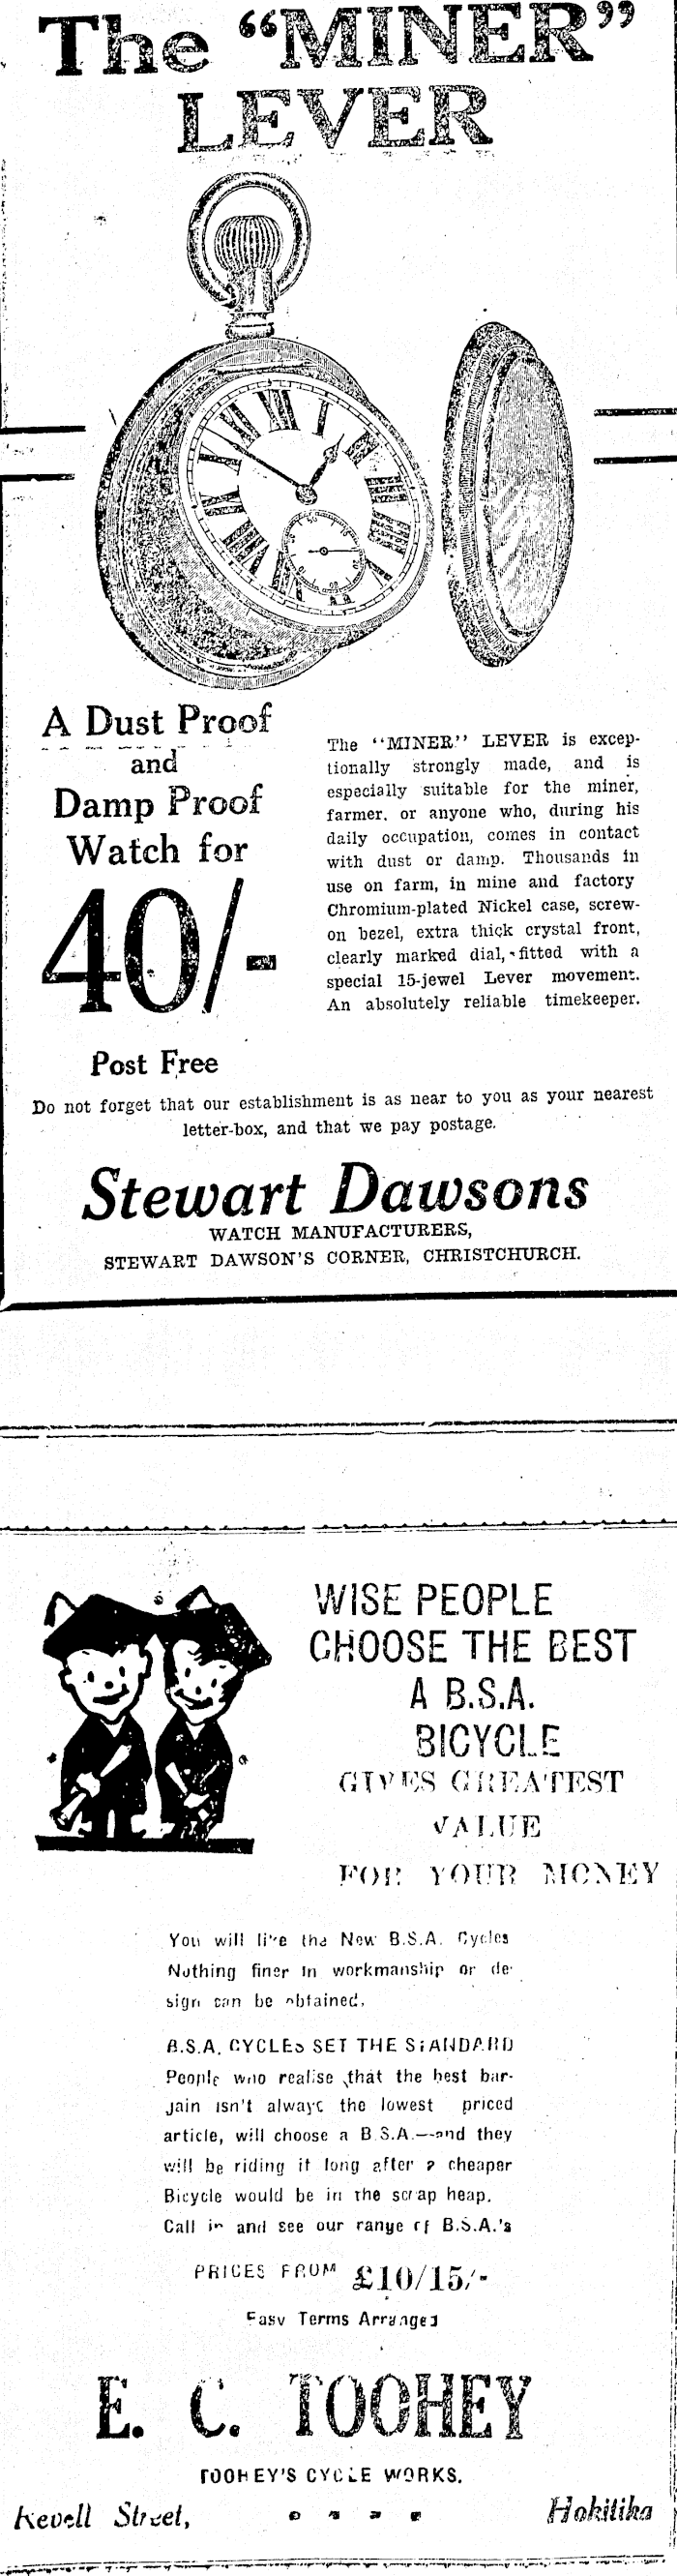 The “MINER”
LEVER
A Dust Proof
and
Damp Proof
Watch for
40/-
Post Free
The “MINER” LEVER is excep-
tionally strongly made, and is
especially suitable for the miner,
farmer, or anyone who, during his
daily occupation, comes in contact
with dust or damp. Thousands in
use on farm, in mine and factory
Chromium-plated Nickel case, screw-
on bezel, extra thick crystal front,
clearly marked dial, fitted with a
special 15-jewel Lever movement.
An absolutely reliable timekeeper.
Do not forget that our establishment is as near to you as your nearest
letter-box, and that we pay postage.
Stewart Dawsons
WATCH MANUFACTURERS,
STEWART DAWSON'S CORNER, CHRISTCHURCH.
WISE PEOPLE
CHOOSE THE BEST
A B.S.A.
BICYCLE
GIVES GREATEST
VALUE
FOR YOUR MONEY
You will like the New B.S.A. Cycles
Nothing finer in workmanship or de-
sign can be obtained.
B.S.A. CYCLES SET THE STANDARD
People who realise that the best bar-
gain isn't always the lowest priced
article, will choose a B.S.A.—and they
will be riding it long after a cheaper
Bicycle would be in the scrap heap.
Call in and see our range of B.S.A.'s
PRICES FROM £10/15/-
Easy Terms Arranged
E. C. TOOHEY
TOOHEY'S CYCLE WORKS.
Revell Street, Hokitika